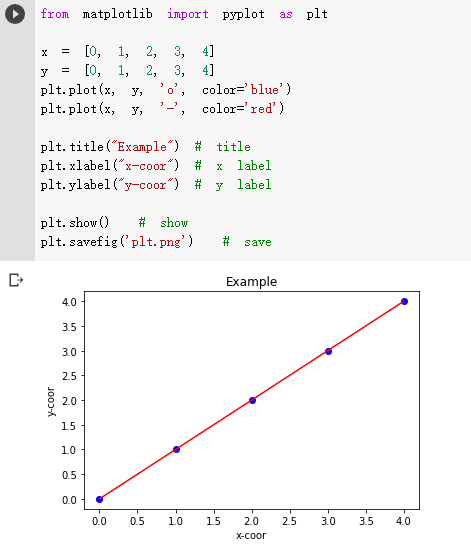 from matplotlib import pyplot as plt
x = [0, 1, 2, 3, 4]
y = [0, 1, 2, 3, 4]
plt.plot(x, y, 'o', color='blue')
plt.plot(x, y, '-', color='red')
plt.title("Example") # title
plt.xlabel("x-coor") # x label
plt.ylabel("y-coor") # y label
plt.show() # show
plt.savefig('plt.png') # save
Example
4.0
3.5
3.0
2.5
2.0
1.5
1.0
0.5
0.0
y-coor
0.0 0.5 1.0 1.5 2.0 2.5 3.0 3.5 4.0
x-coor